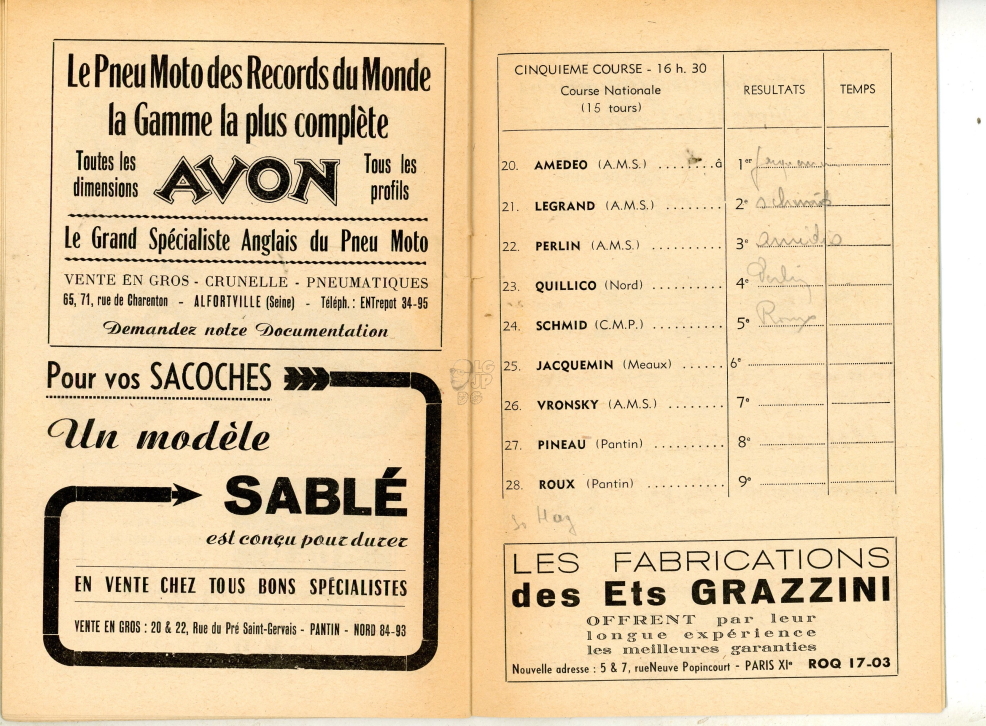 Le Pneu Moto des Records du Monde
la Gamme la plus complète
Toutes les dimensions
AVON
Tous les profils
Le Grand Spécialiste Anglais du Pneu Moto
VENTE EN GROS - CRUNELLE - PNEUMATIQUES
65, 71, rue de Charenton - ALFORTVILLE (Seine) - Téléph. : ENTrepot 34-95
Demandez notre Documentation
Pour vos SACOCHES
Un modèle
SABLÉ
est conçu pour durer
EN VENTE CHEZ TOUS BONS SPÉCIALISTES
VENTE EN GROS : 20 & 22, Rue du Pré Saint-Gervais - PANTIN - NORD 84-93
CINQUIEME COURSE - 16 h. 30
Course Nationale
(15 tours)
RESULTATS
TEMPS
20. AMEDEO (A.M.S.) ........â 1er Jacquemin
21. LEGRAND (A.M.S.) ........ 2e Schmid
22. PERLIN (A.M.S.) ........ 3e Amédéo
23. QUILLICO (Nord) ........ 4e Perlin
24. SCHMID (C.M.P.) ........ 5e Roux
25. JACQUEMIN (Meaux) ...... 6e
26. VRONSKY (A.M.S.) ........ 7e
27. PINEAU (Pantin) .......... 8e
28. ROUX (Pantin) ........... 9e
LES FABRICATIONS
des Ets GRAZZINI
OFFRENT par leur
longue expérience
les meilleures garanties
Nouvelle adresse : 5 & 7, rueNeuve Popincourt - PARIS XIe ROQ 17-03